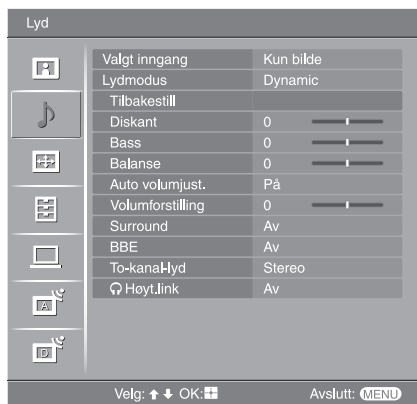 Lyd
Valgt inngang Kun bilde
Lydmodus Dynamic
Tilbakestill
Diskant 0
Bass 0
Balanse 0
Auto volumjust. På
Volumforstilling 0
Surround Av
BBE Av
To-kanal-lyd Stereo
Høyt.link Av
A
D
Velg: OK: Avslutt: MENU